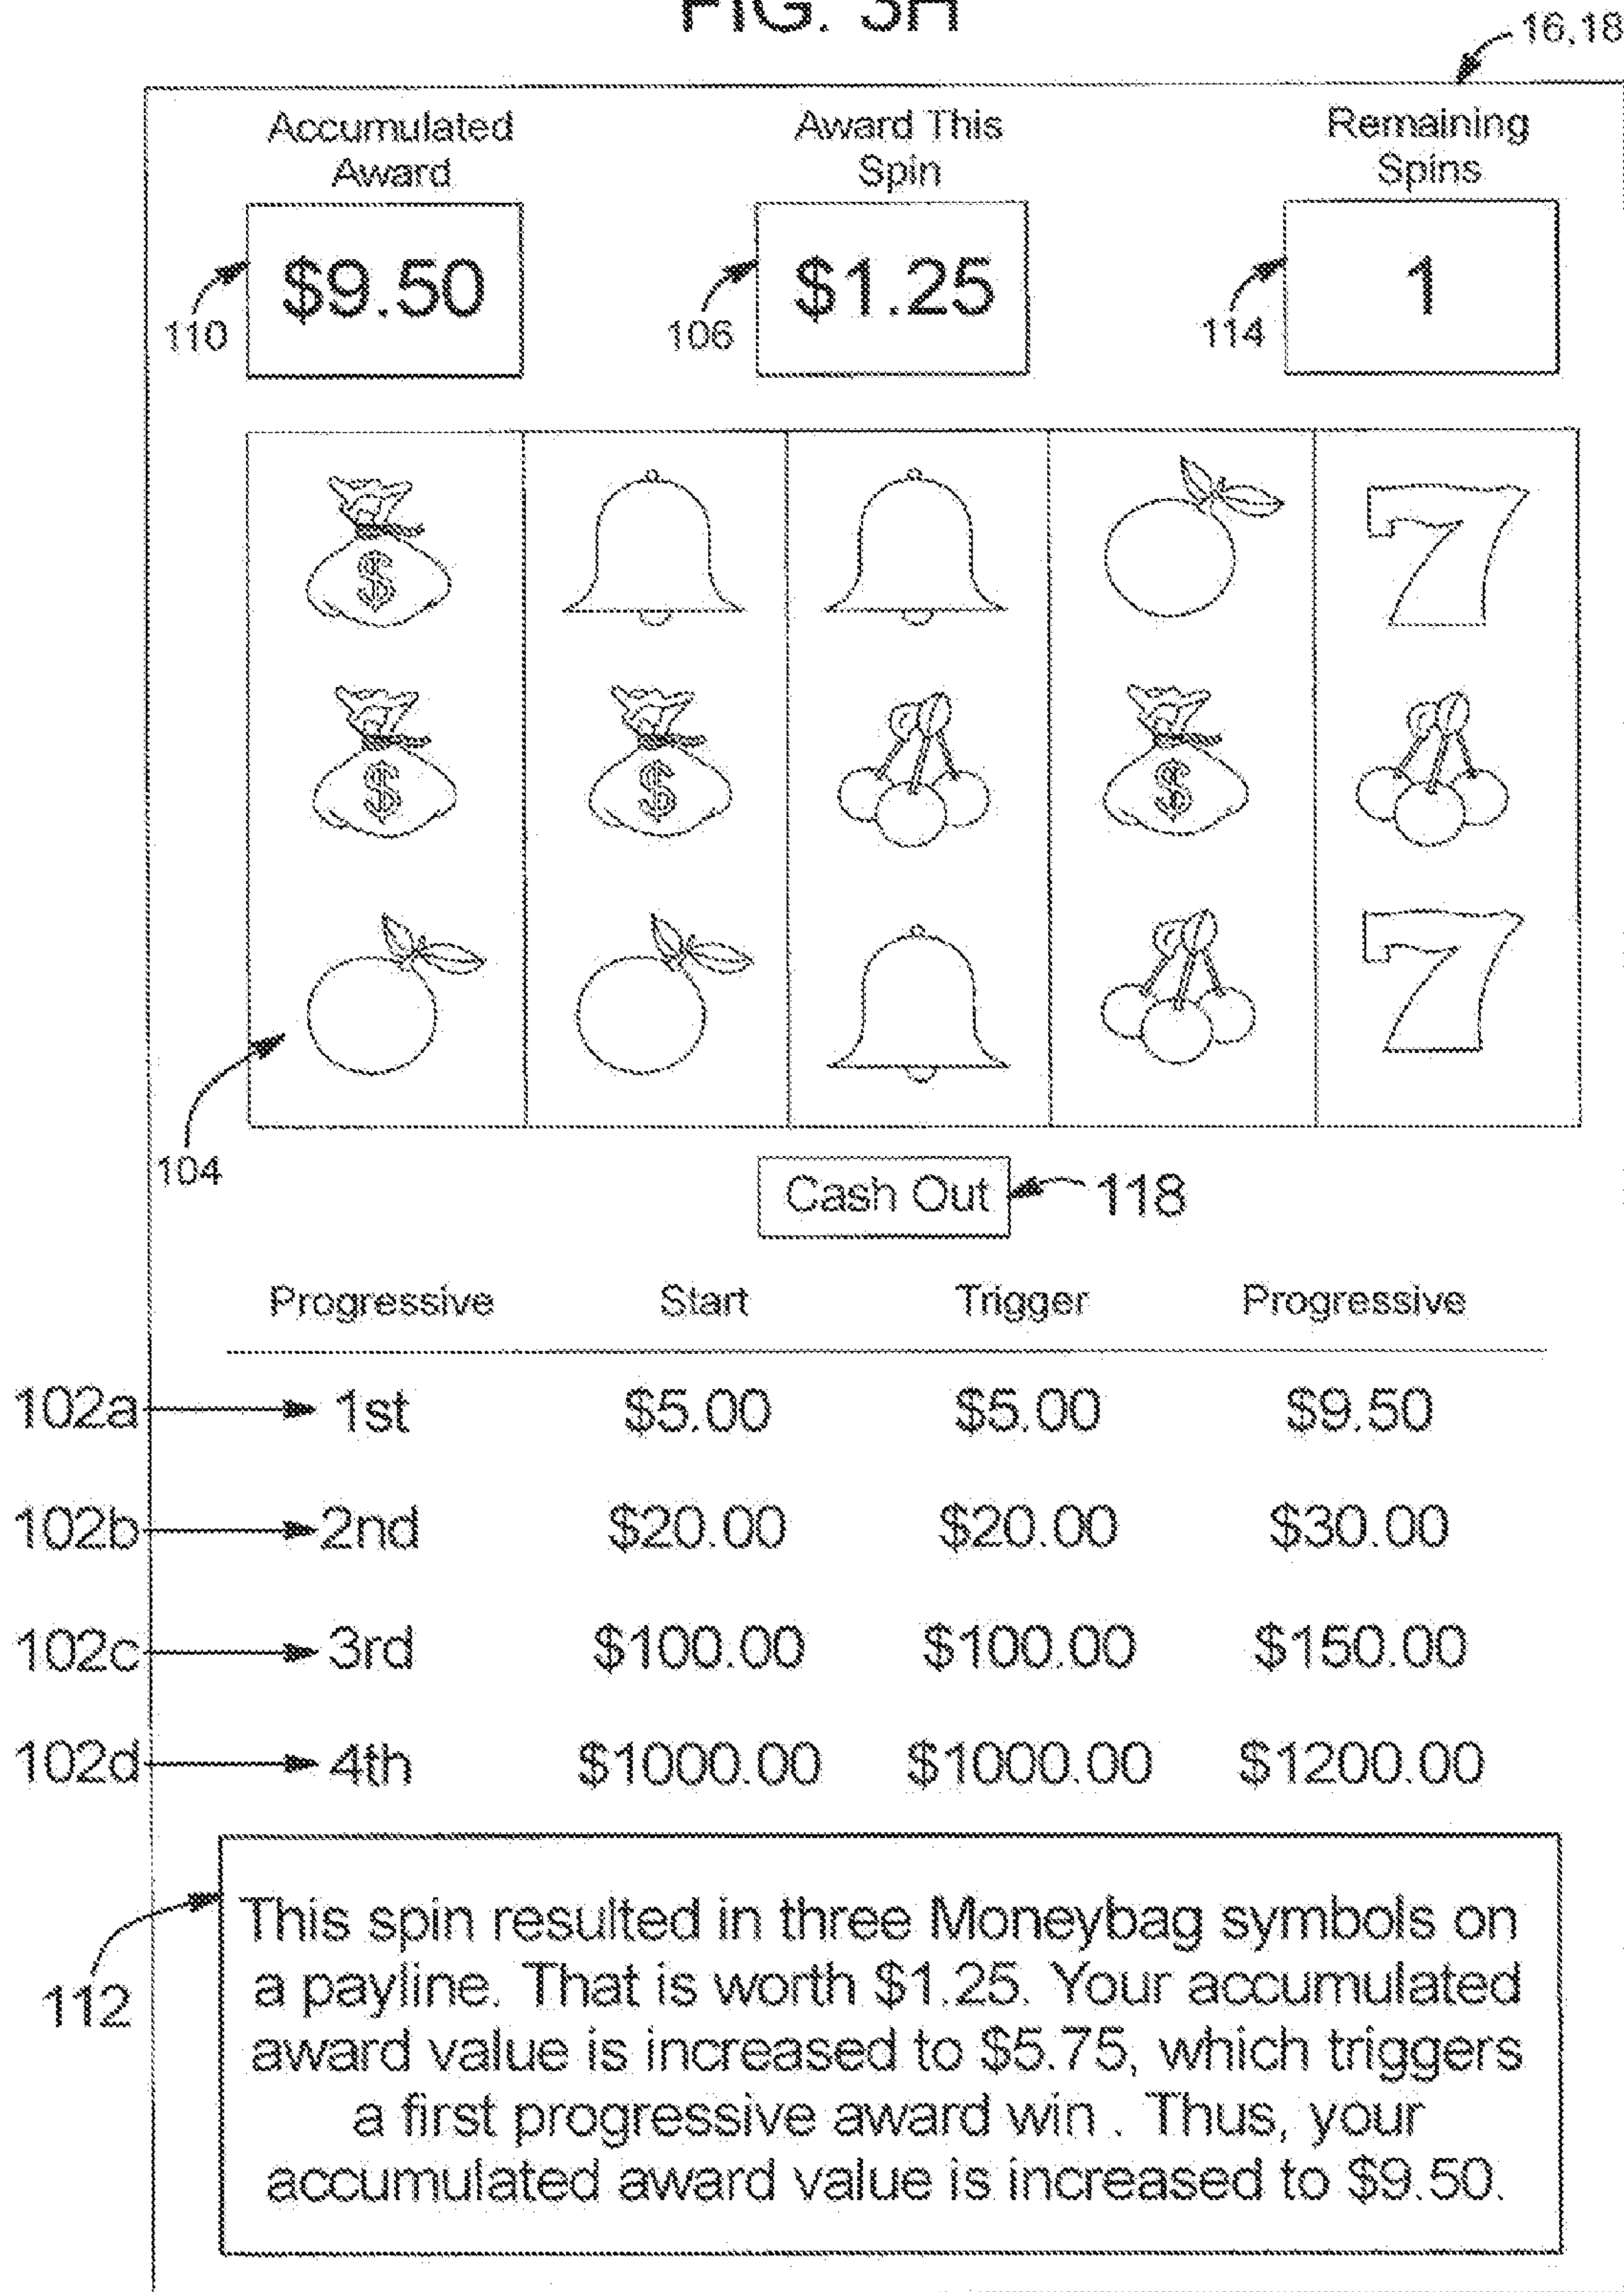 FIG. 3H
16,18
Accumulated Award
Award This Spin
Remaining Spins
110
$9.50
106
$1.25
114
1
$
7
$
$
$
7
104
Cash Out
118
Progressive Start Trigger Progressive
102a 1st $5.00 $5.00 $9.50
102b 2nd $20.00 $20.00 $30.00
102c 3rd $100.00 $100.00 $150.00
102d 4th $1000.00 $1000.00 $1200.00
112
This spin resulted in three Moneybag symbols on
a payline. That is worth $1.25. Your accumulated
award value is increased to $5.75, which triggers
a first progressive award win . Thus, your
accumulated award value is increased to $9.50.